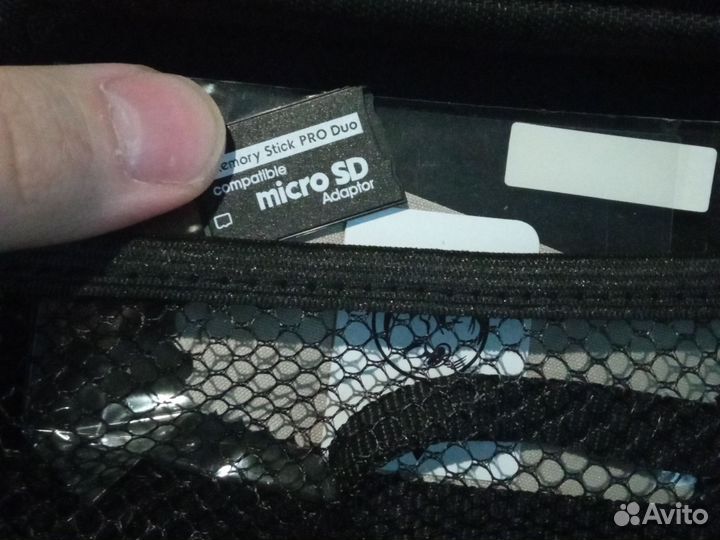 emory Stick PRO Duo
compatible
micro SD
Adaptor
Avito